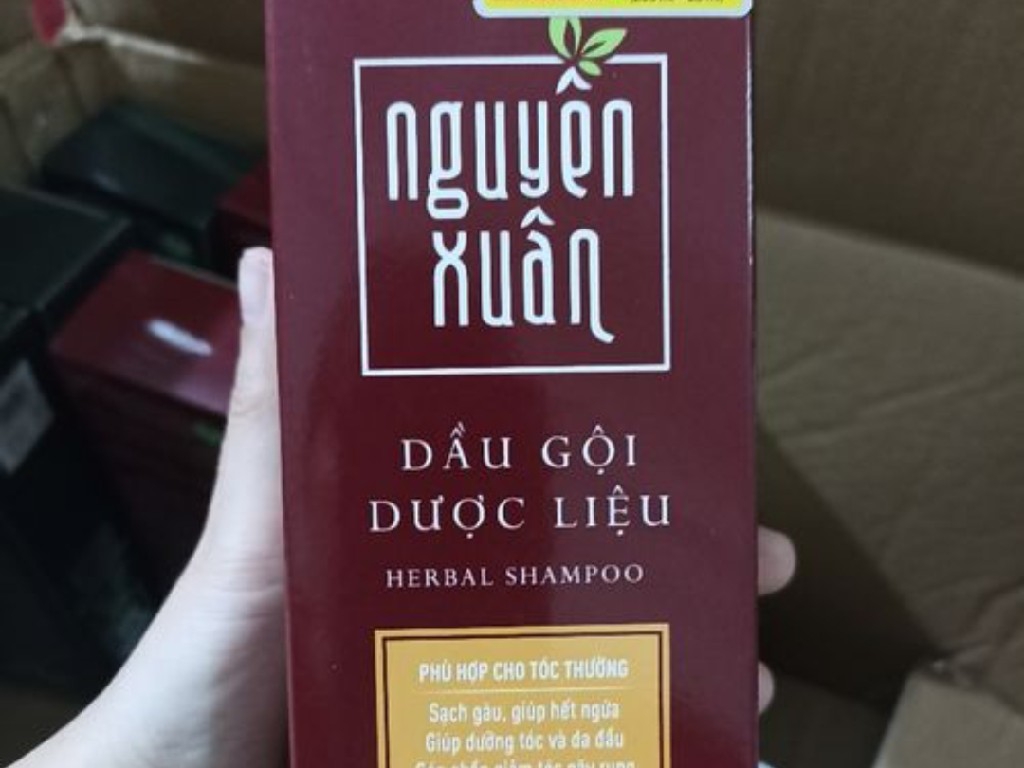 nguyên
xuân
DẦU GỘI
DƯỢC LIỆU
HERBAL SHAMPOO
PHÙ HỢP CHO TÓC THƯỜNG
Sạch gàu, giúp hết ngứa
Giúp dưỡng tóc và da đầu